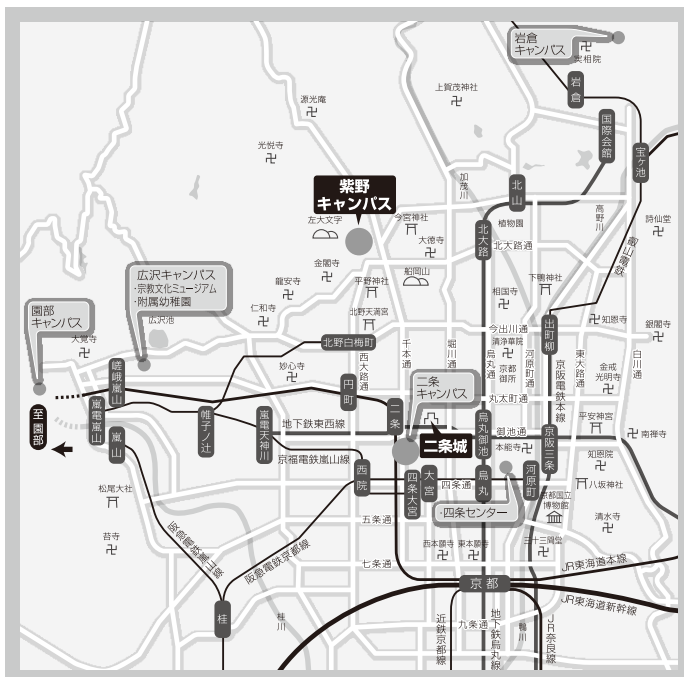 岩倉
キャンパス
実相院
岩倉
上賀茂神社
源光庵
国際会館
宝ヶ池
光悦寺
加茂川
紫野
キャンパス
北山
高野川
左大文字
今宮神社
植物園
詩仙堂
大徳寺
北大路
北大路通
叡山電鉄
広沢キャンパス
・宗教文化ミュージアム
・附属幼稚園
金閣寺
船岡山
龍安寺
平野神社
下鴨神社
相国寺
園部
キャンパス
広沢池
仁和寺
北野天満宮
出町柳
知恩寺
今出川通
銀閣寺
大覚寺
北野白梅町
清浄華院
千本通
堀川通
烏丸通
京都
御所
河原町通
京阪電鉄本線
東大路通
白川通
西大路通
金戒
光明寺
嵯峨嵐山
妙心寺
円町
二条
キャンパス
丸太町通
嵐電嵐山
帷子ノ辻
嵐電天神川
二条
平安神宮
至園部
嵐山
地下鉄東西線
烏丸御池
御池通
京阪三条
南禅寺
二条城
本能寺
京福電鉄嵐山線
知恩院
西院
四条大宮
大宮
四条通
烏丸
河原町
八坂神社
松尾大社
・四条センター
京都国立
博物館
五条通
清水寺
苔寺
阪急電鉄嵐山線
阪急電鉄京都線
西本願寺
東本願寺
三十三間堂
七条通
JR東海道本線
京都
JR東海道新幹線
桂
桂川
近鉄京都線
九条通
地下鉄烏丸線
鴨川
JR奈良線